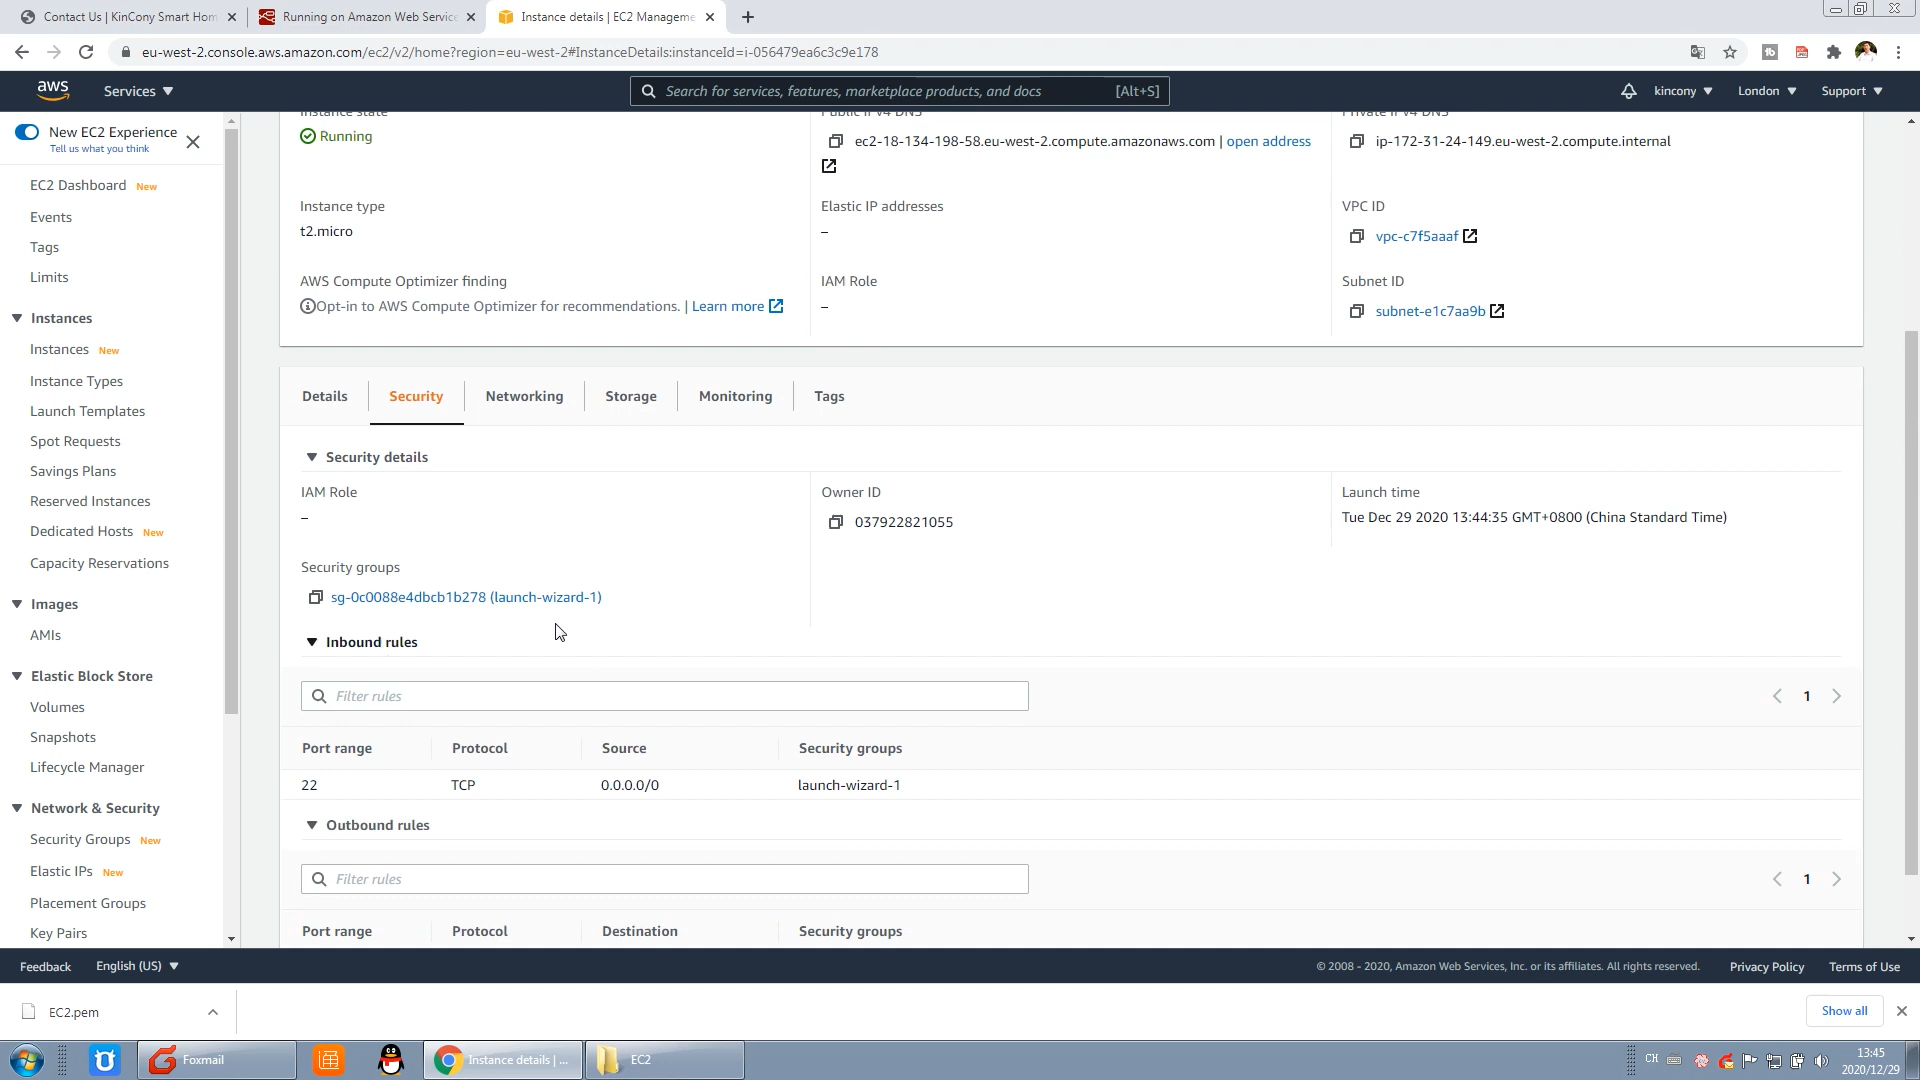 Contact Us | KinCony Smart Hom
Running on Amazon Web Service
Instance details | EC2 Manageme
eu-west-2.console.aws.amazon.com/ec2/v2/home?region=eu-west-2#InstanceDetails:instanceId=i-056479ea6c3c9e178
aws
Services
Search for services, features, marketplace products, and docs
[Alt+S]
kincony
London
Support
New EC2 Experience
Tell us what you think
EC2 Dashboard New
Events
Tags
Limits
Instances
Instances New
Instance Types
Launch Templates
Spot Requests
Savings Plans
Reserved Instances
Dedicated Hosts New
Capacity Reservations
Images
AMIs
Elastic Block Store
Volumes
Snapshots
Lifecycle Manager
Network & Security
Security Groups New
Elastic IPs New
Placement Groups
Key Pairs
Instance state
Running
Public IPv4 DNS
ec2-18-134-198-58.eu-west-2.compute.amazonaws.com | open address
Private IPv4 DNS
ip-172-31-24-149.eu-west-2.compute.internal
Instance type
t2.micro
Elastic IP addresses
–
VPC ID
vpc-c7f5aaaf
AWS Compute Optimizer finding
Opt-in to AWS Compute Optimizer for recommendations. | Learn more
IAM Role
–
Subnet ID
subnet-e1c7aa9b
Details
Security
Networking
Storage
Monitoring
Tags
Security details
IAM Role
–
Owner ID
037922821055
Launch time
Tue Dec 29 2020 13:44:35 GMT+0800 (China Standard Time)
Security groups
sg-0c0088e4dbcb1b278 (launch-wizard-1)
Inbound rules
Filter rules
1
Port range Protocol Source Security groups
22 TCP 0.0.0.0/0 launch-wizard-1
Outbound rules
Filter rules
1
Port range Protocol Destination Security groups
Feedback
English (US)
© 2008 - 2020, Amazon Web Services, Inc. or its affiliates. All rights reserved.
Privacy Policy
Terms of Use
EC2.pem
Show all
Foxmail
Instance details | ...
EC2
CH
13:45
2020/12/29